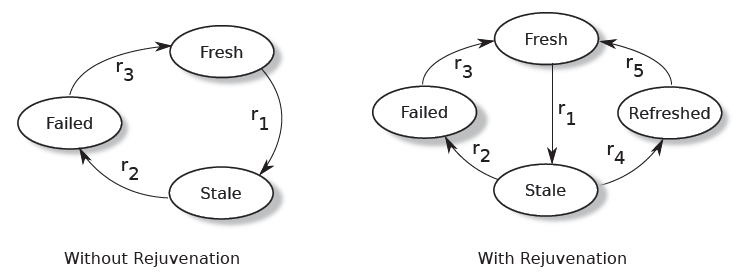 Fresh
r3
Failed
r1
r2
Stale
Without Rejuvenation
Fresh
r3
r5
Failed
r1
Refreshed
r2
r4
Stale
With Rejuvenation